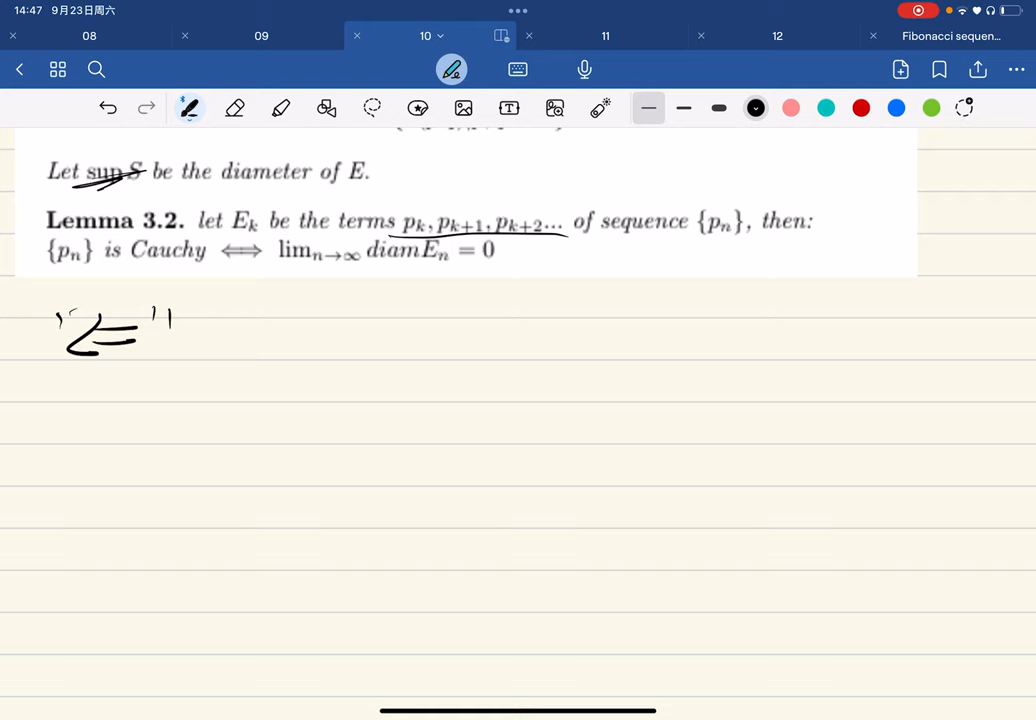 14:47 9月23日周六
08 09 10 11 12 Fibonacci sequen...
T
Let sup S be the diameter of E.
Lemma 3.2. let E_k be the terms p_k, p_{k+1}, p_{k+2}... of sequence {p_n}, then:
{p_n} is Cauchy ⟺ lim_{n→∞} diamE_n = 0
"⇐"